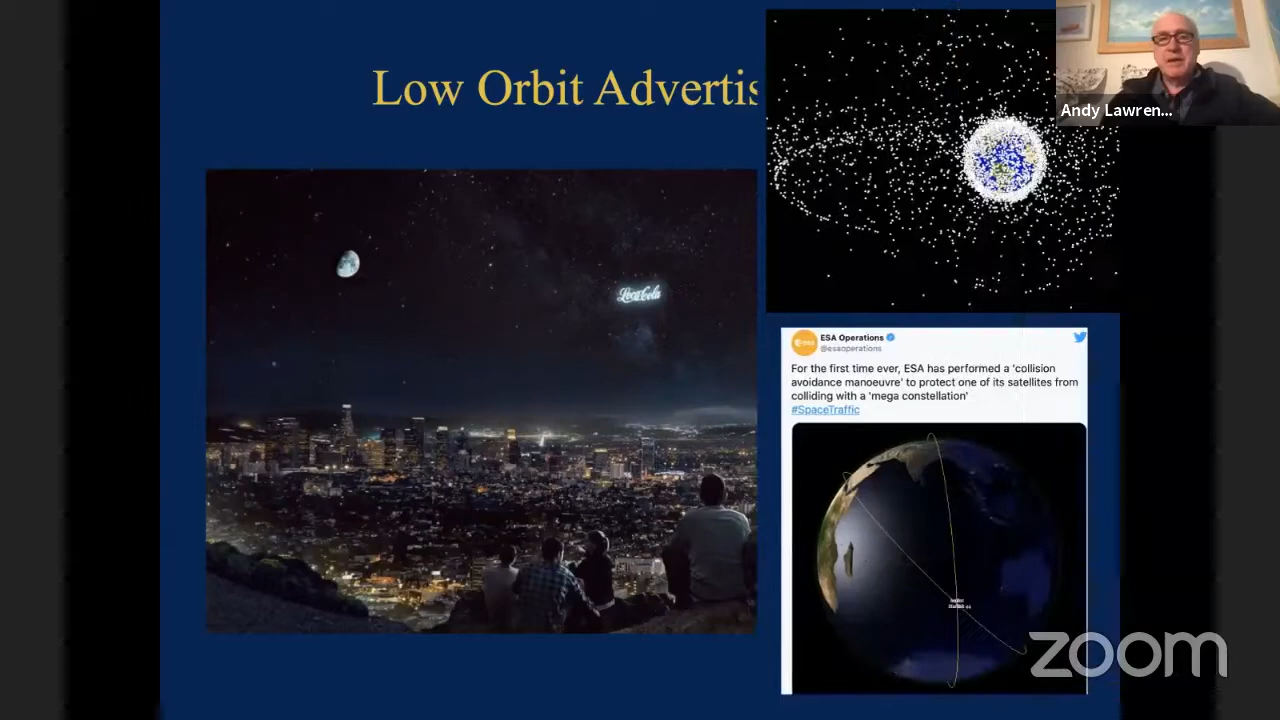 Low Orbit Advertis
Andy Lawren...
Coca-Cola
esa
ESA Operations
@esaoperations
For the first time ever, ESA has performed a ‘collision
avoidance manoeuvre’ to protect one of its satellites from
colliding with a ‘mega constellation’
#SpaceTraffic
zoom